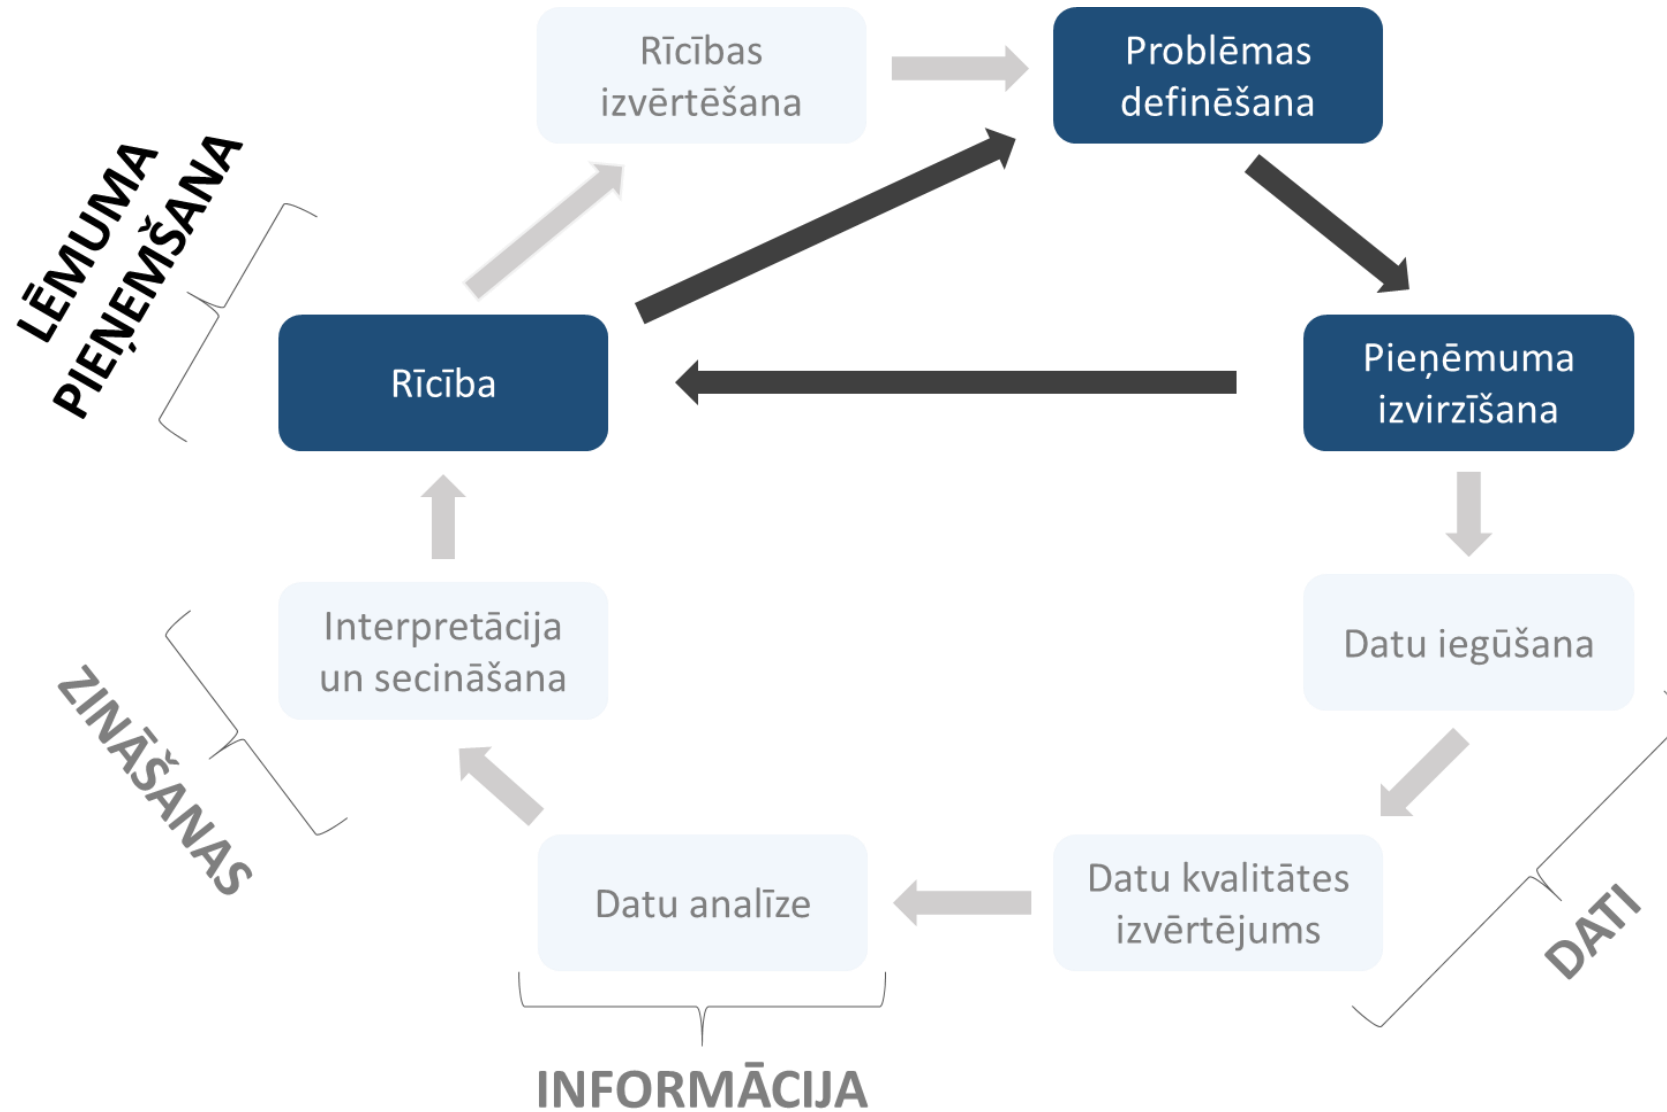 Rīcības
izvērtēšana
Problēmas
definēšana
LĒMUMA
PIEŅEMŠANA
Rīcība
Pieņēmuma
izvirzīšana
Interpretācija
un secināšana
Datu iegūšana
ZINĀŠANAS
Datu analīze
Datu kvalitātes
izvērtējums
DATI
INFORMĀCIJA